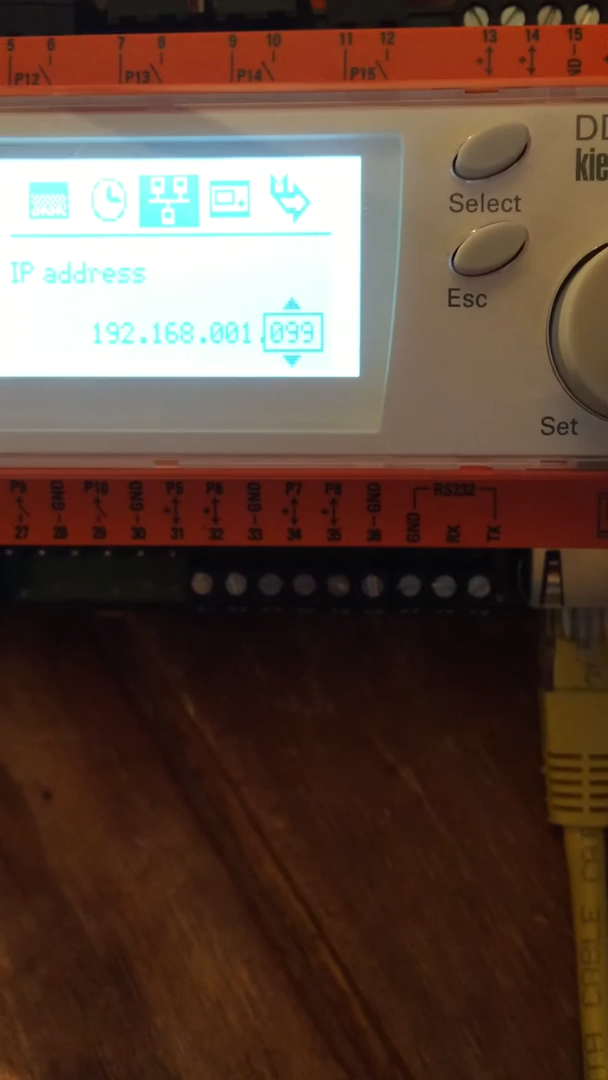 5 6 7 8 9 10 11 12 13 14 15
P12 P13 P14 P15 + + ND
DD
kie
Select
IP address
Esc
192.168.001.099
Set
P9 GND P10 GND P5 P6 GND P7 P8 GND RS232
GND RX TX
27 28 29 30 31 32 33 34 35 36
CABLE